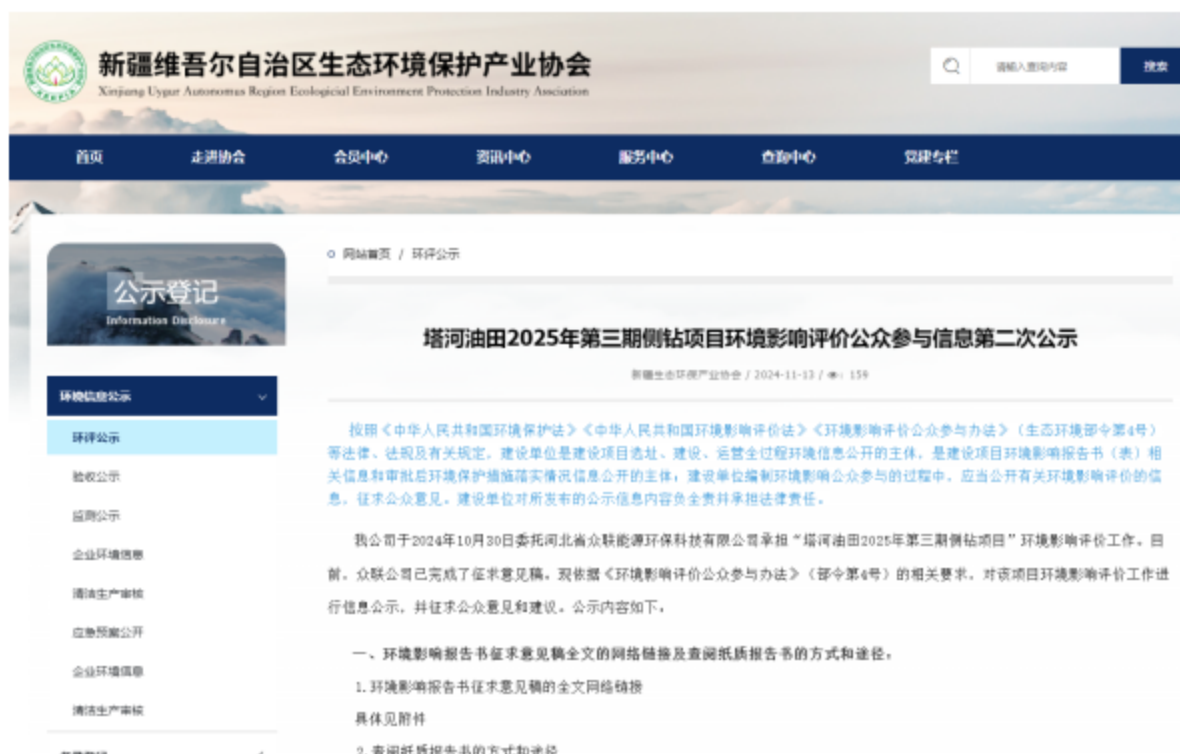 新疆维吾尔自治区生态环境保护产业协会
Xinjiang Uygur Autonomus Region Ecologicial Environment Protection Industry Assciation
请输入查询内容
搜索
首页 走进协会 会员中心 资讯中心 服务中心 查询中心 党建专栏
公示登记
Information Disclosure
网站首页 / 环评公示
塔河油田2025年第三期侧钻项目环境影响评价公众参与信息第二次公示
新疆生态环保产业协会 / 2024-11-13 / 159
环境信息公示
环评公示
验收公示
监测公示
企业环境信息
清洁生产审核
应急预案公开
企业环境信息
清洁生产审核
按照《中华人民共和国环境保护法》《中华人民共和国环境影响评价法》《环境影响评价公众参与办法》（生态环境部令第4号）
等法律、法规及有关规定，建设单位是建设项目选址、建设、运营全过程环境信息公开的主体，是建设项目环境影响报告书（表）相
关信息和审批后环境保护措施落实情况信息公开的主体；建设单位编制环境影响公众参与的过程中，应当公开有关环境影响评价的信
息，征求公众意见。建设单位对所发布的公示信息内容负全责并承担法律责任。
我公司于2024年10月30日委托河北省众联能源环保科技有限公司承担“塔河油田2025年第三期侧钻项目”环境影响评价工作。目
前，众联公司已完成了征求意见稿。现依据《环境影响评价公众参与办法》（部令第4号）的相关要求，对该项目环境影响评价工作进
行信息公示，并征求公众意见和建议。公示内容如下：
一、环境影响报告书征求意见稿全文的网络链接及查阅纸质报告书的方式和途径：
1.环境影响报告书征求意见稿的全文网络链接
具体见附件
2.查阅纸质报告书的方式和途径